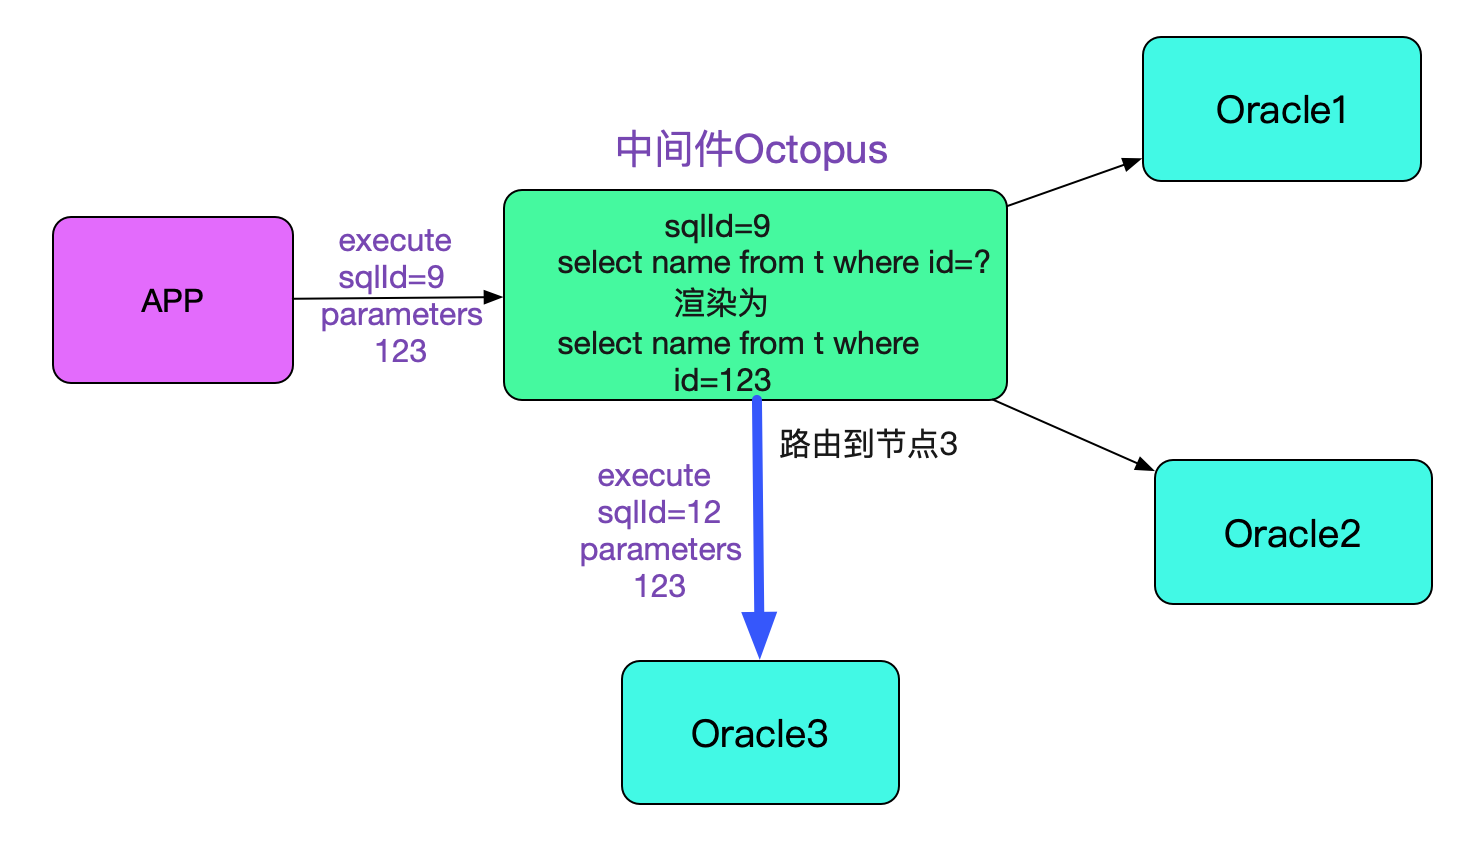 中间件Octopus
Oracle1
APP
execute
sqlId=9
parameters
123
sqlId=9
select name from t where id=?
渲染为
select name from t where
id=123
路由到节点3
execute
sqlId=12
parameters
123
Oracle2
Oracle3